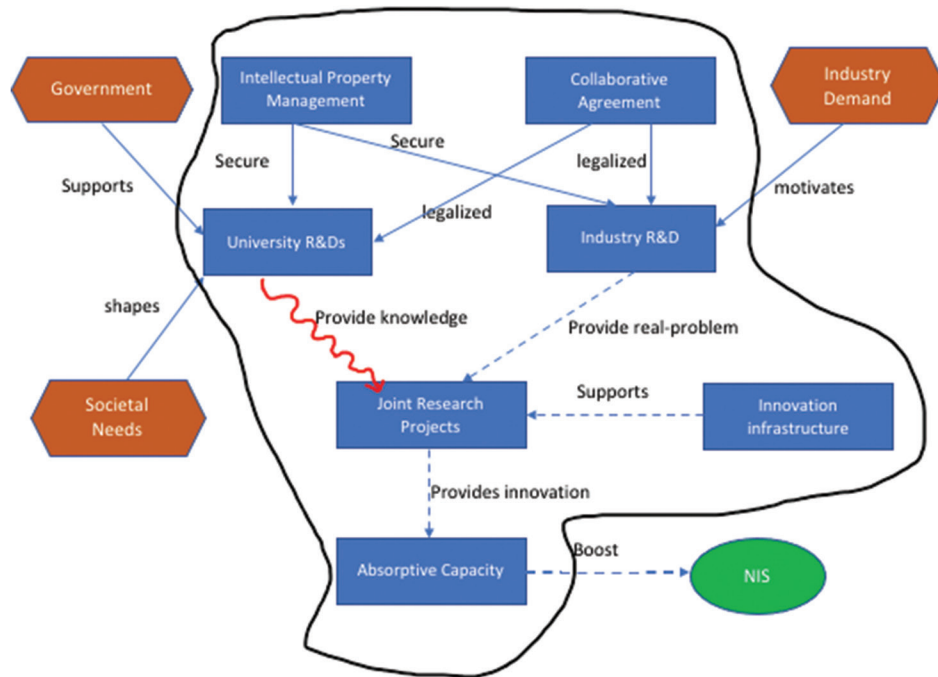 Government
Intellectual Property
Management
Collaborative
Agreement
Industry
Demand
Supports
Secure
Secure
legalized
motivates
University R&Ds
legalized
Industry R&D
shapes
Provide knowledge
Provide real-problem
Societal
Needs
Joint Research
Projects
Supports
Innovation
infrastructure
Provides innovation
Absorptive Capacity
Boost
NIS